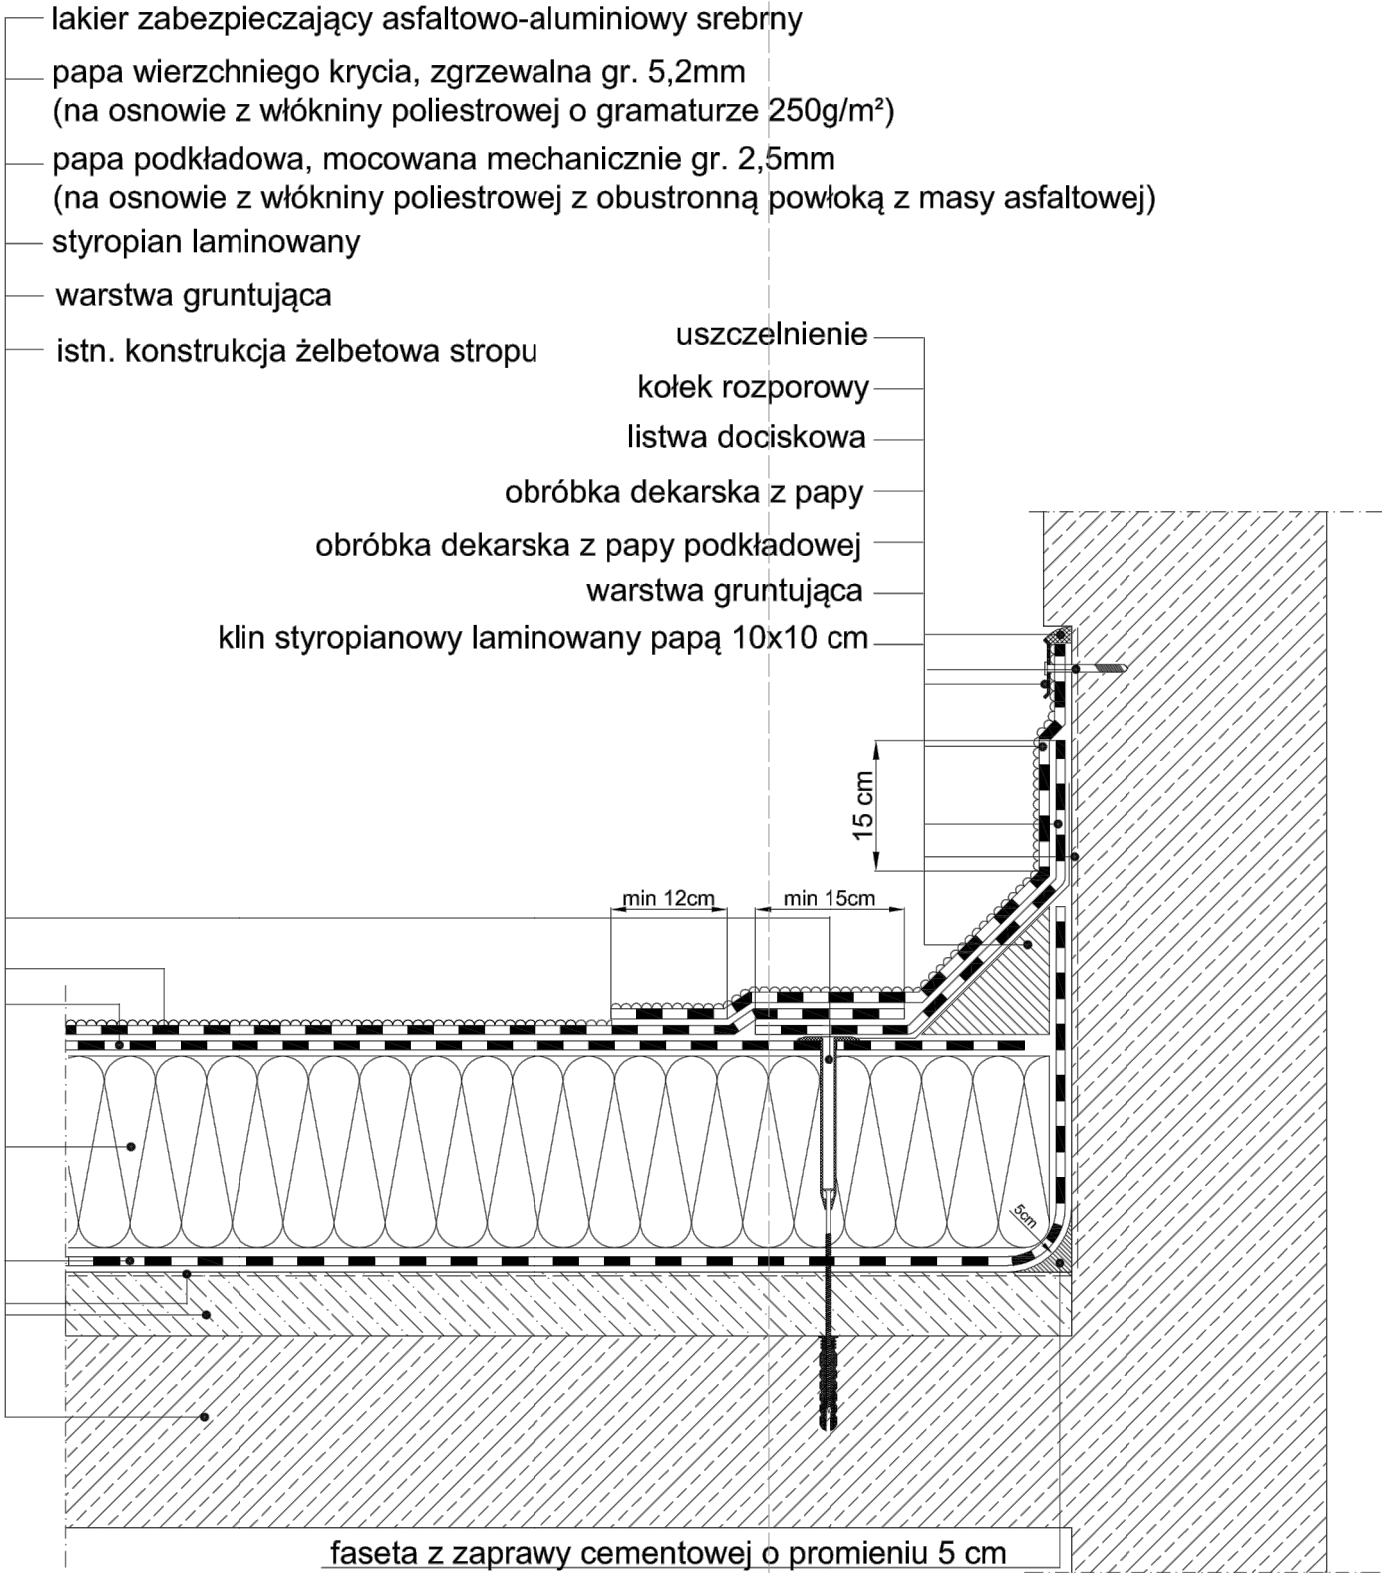 lakier zabezpieczający asfaltowo-aluminiowy srebrny
papa wierzchniego krycia, zgrzewalna gr. 5,2mm
(na osnowie z włókniny poliestrowej o gramaturze 250g/m²)
papa podkładowa, mocowana mechanicznie gr. 2,5mm
(na osnowie z włókniny poliestrowej z obustronną powłoką z masy asfaltowej)
styropian laminowany
warstwa gruntująca
istn. konstrukcja żelbetowa stropu
uszczelnienie
kołek rozporowy
listwa dociskowa
obróbka dekarska z papy
obróbka dekarska z papy podkładowej
warstwa gruntująca
klin styropianowy laminowany papą 10x10 cm
15 cm
min 12cm
min 15cm
5cm
faseta z zaprawy cementowej o promieniu 5 cm